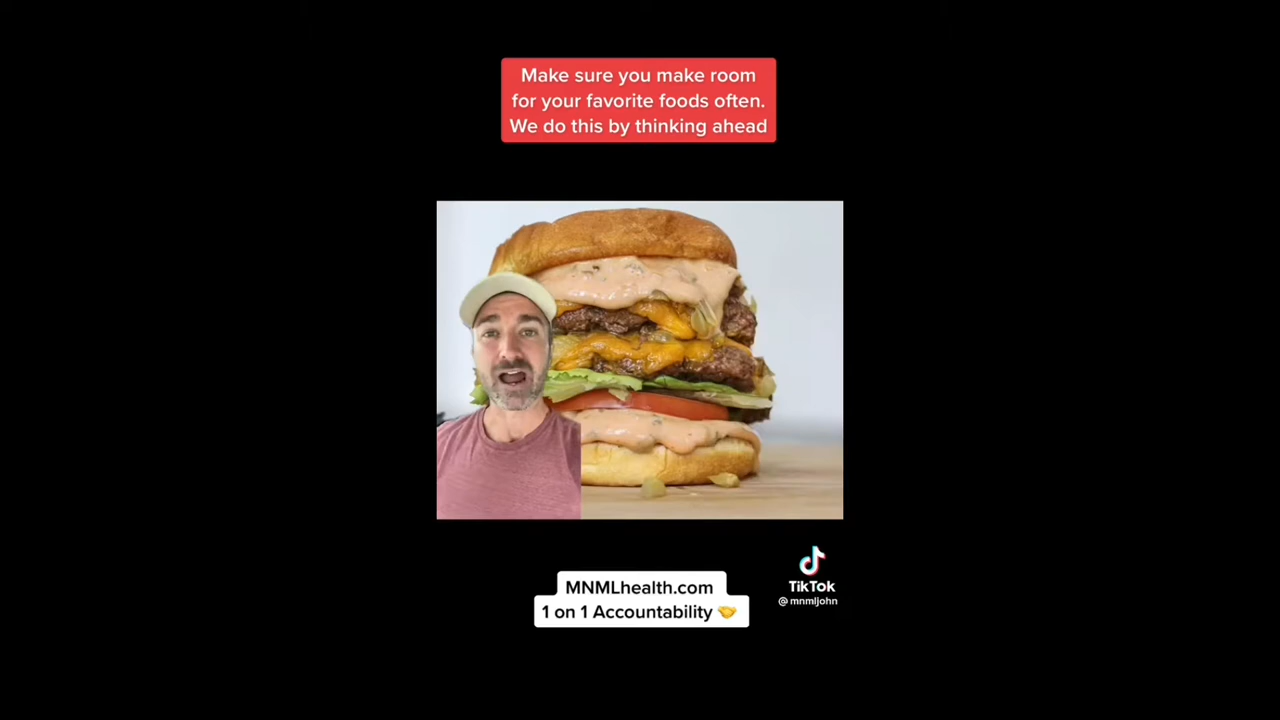 Make sure you make room
for your favorite foods often.
We do this by thinking ahead
MNMLhealth.com
1 on 1 Accountability 🤝
TikTok
@mnmljohn